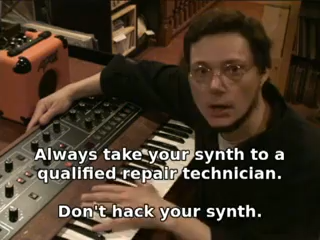 Always take your synth to a
qualified repair technician.
Don't hack your synth.